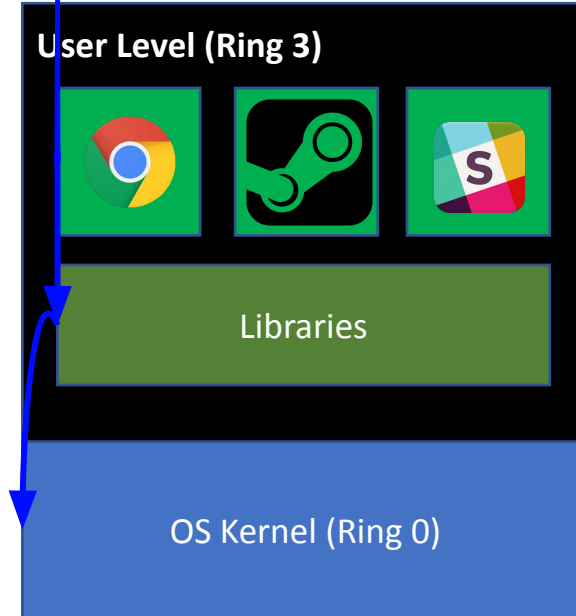 User Level (Ring 3)
S
Libraries
OS Kernel (Ring 0)